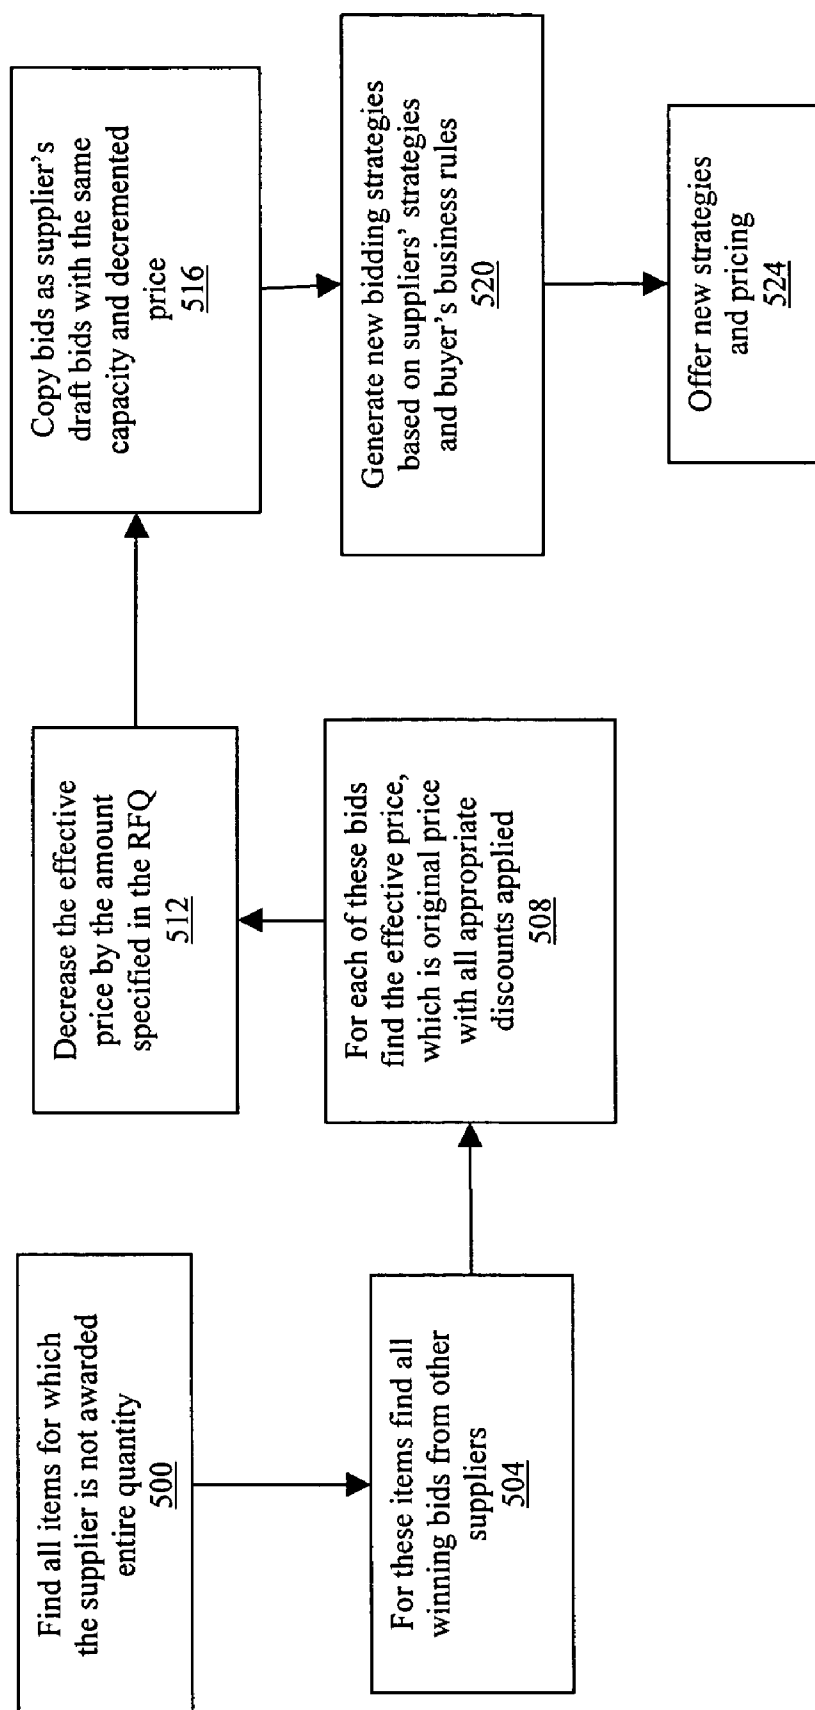 Find all items for which
the supplier is not awarded
entire quantity
500
For these items find all
winning bids from other
suppliers
504
For each of these bids
find the effective price,
which is original price
with all appropriate
discounts applied
508
Decrease the effective
price by the amount
specified in the RFQ
512
Copy bids as supplier's
draft bids with the same
capacity and decremented
price
516
Generate new bidding strategies
based on suppliers' strategies
and buyer's business rules
520
Offer new strategies
and pricing
524